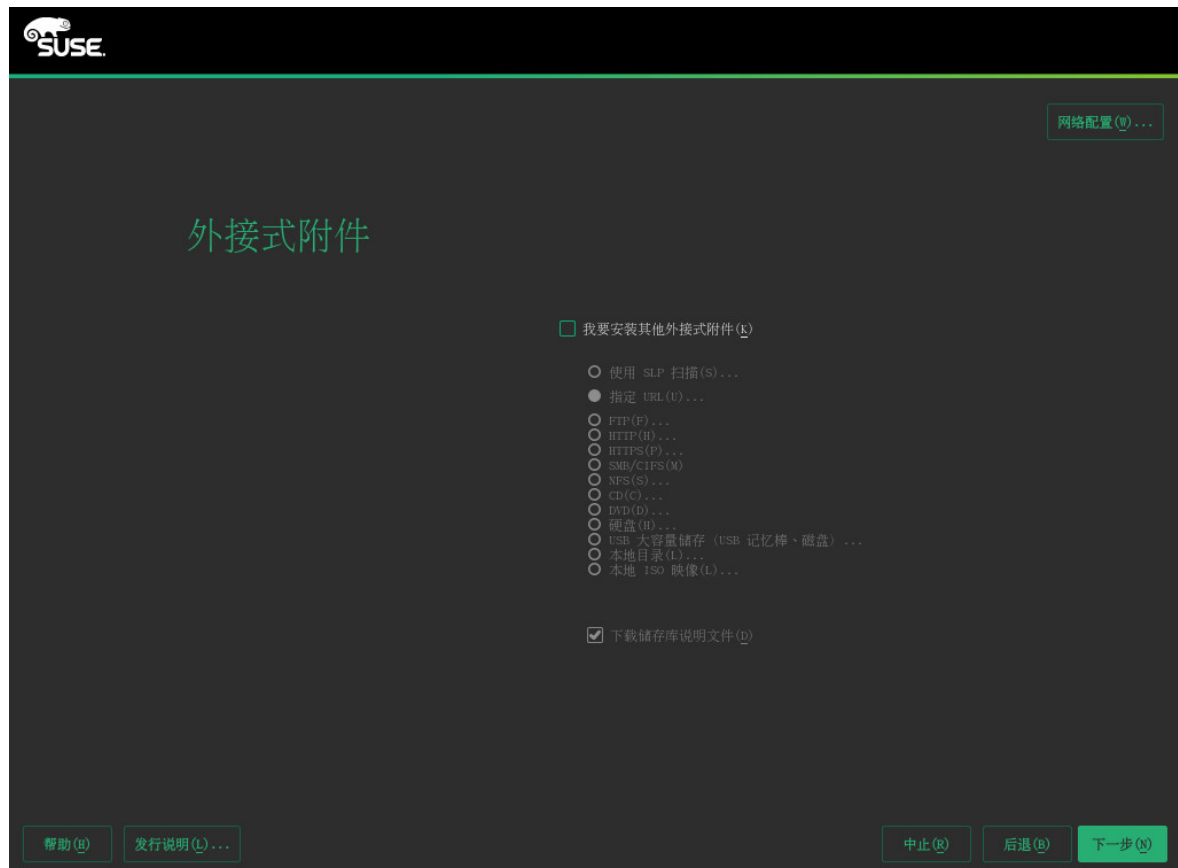 SUSE.
网络配置(W)...
外接式附件
我要安装其他外接式附件(K)
使用 SLP 扫描(S)...
指定 URL(U)...
FTP(F)...
HTTP(H)...
HTTPS(P)...
SMB/CIFS(M)
NFS(S)...
CD(C)...
DVD(D)...
硬盘(H)...
USB 大容量储存（USB 记忆棒、磁盘）...
本地目录(L)...
本地 ISO 映像(L)...
下载储存库说明文件(D)
帮助(H) 发行说明(L)... 中止(R) 后退(B) 下一步(N)